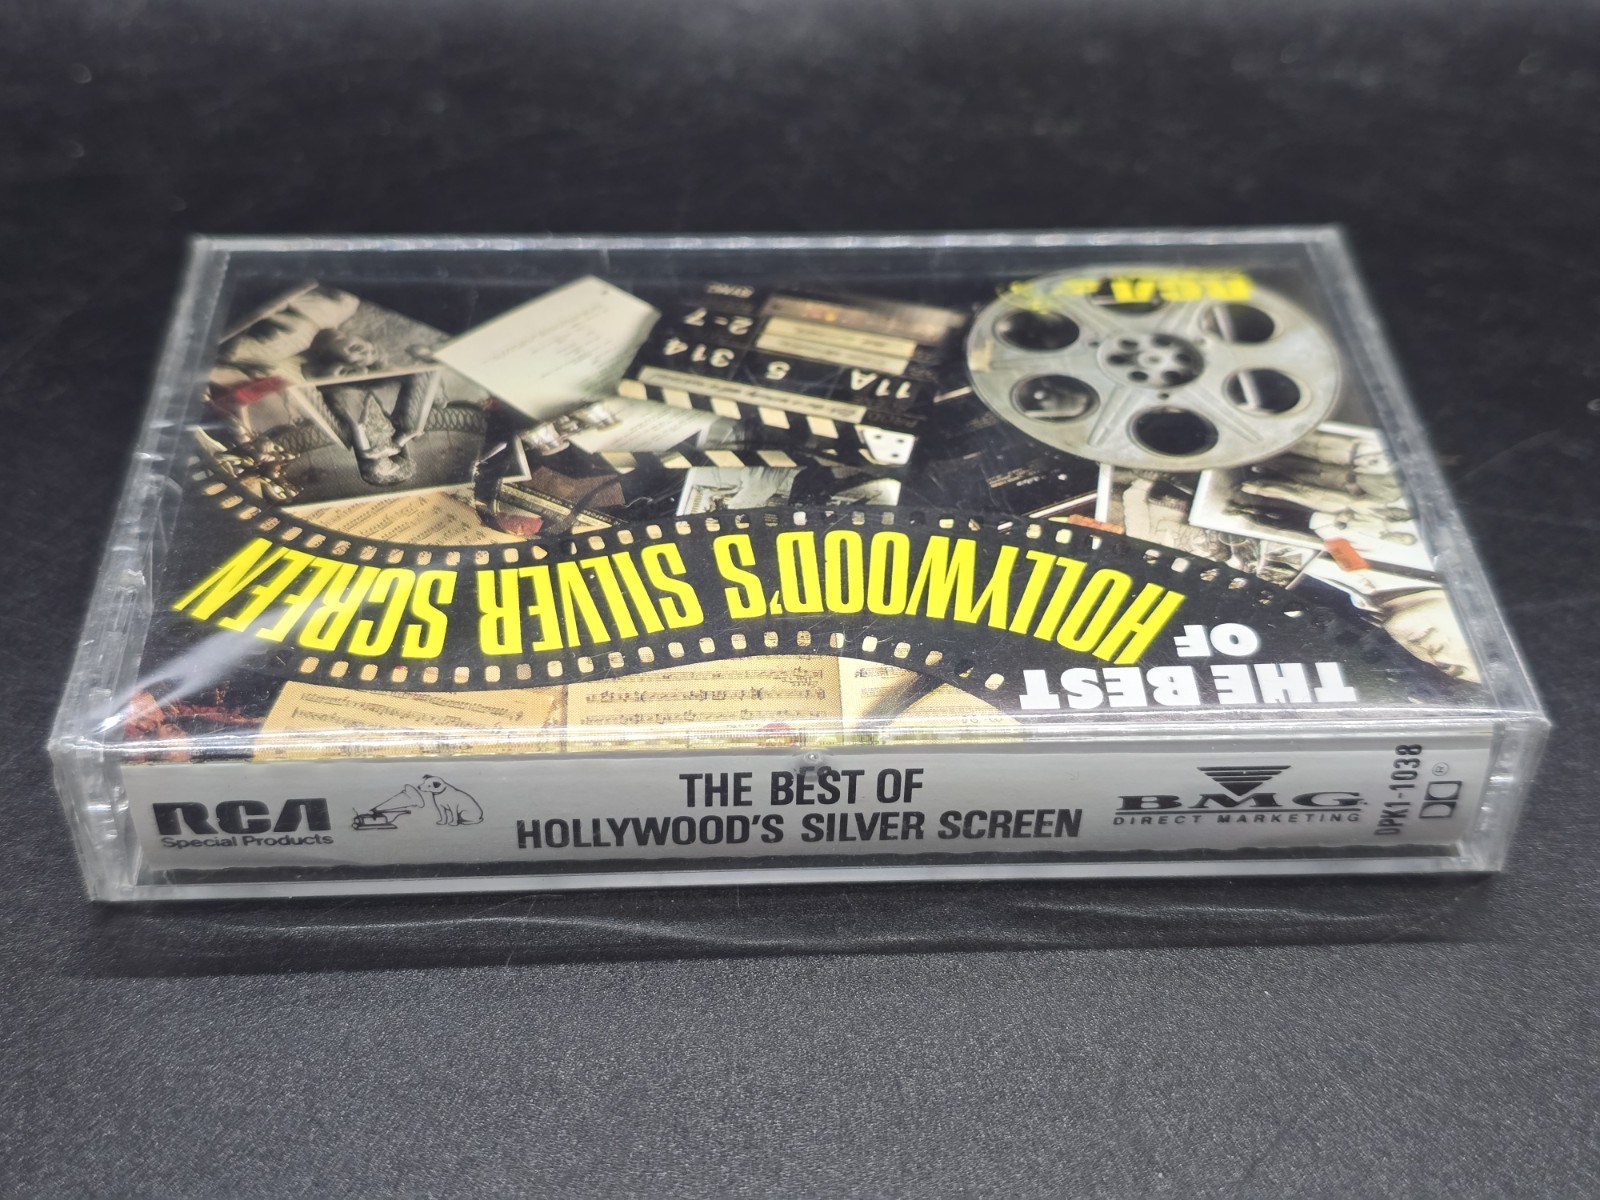 THE BEST
OF
HOLLYWOOD'S SILVER SCREEN
RCA
11A 5 314 2-7
RCA
Special Products
THE BEST OF
HOLLYWOOD'S SILVER SCREEN
BMG
DIRECT MARKETING
DPK1-1038